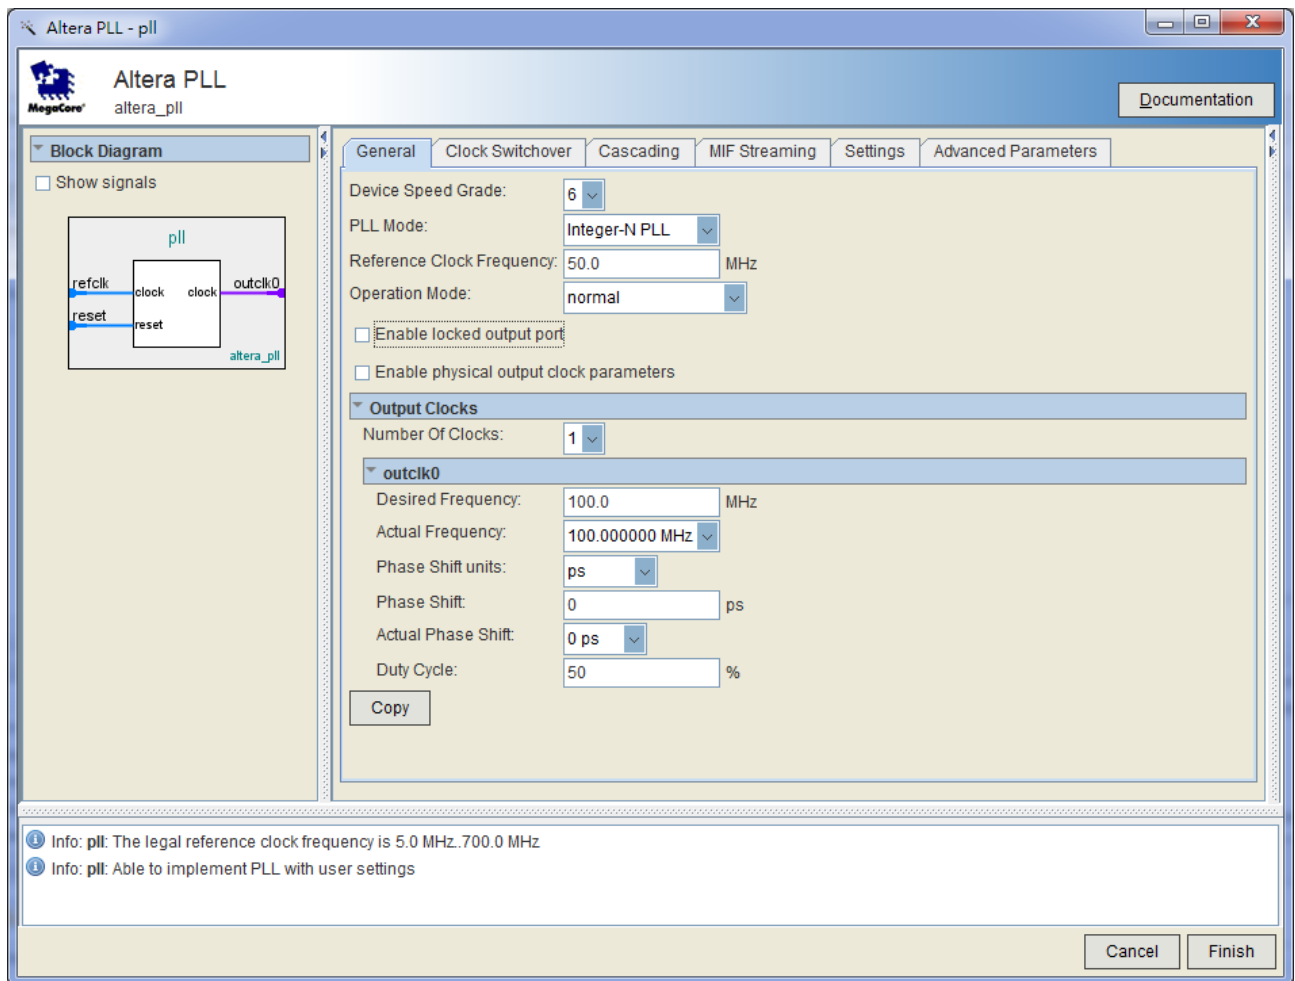 Altera PLL - pll
MegaCore®
Altera PLL
altera_pll
Documentation
Block Diagram
Show signals
pll
refclk
clock
clock
outclk0
reset
reset
altera_pll
General
Clock Switchover
Cascading
MIF Streaming
Settings
Advanced Parameters
Device Speed Grade: 6
PLL Mode: Integer-N PLL
Reference Clock Frequency: 50.0 MHz
Operation Mode: normal
Enable locked output port
Enable physical output clock parameters
Output Clocks
Number Of Clocks: 1
outclk0
Desired Frequency: 100.0 MHz
Actual Frequency: 100.000000 MHz
Phase Shift units: ps
Phase Shift: 0 ps
Actual Phase Shift: 0 ps
Duty Cycle: 50 %
Copy
Info: pll: The legal reference clock frequency is 5.0 MHz..700.0 MHz
Info: pll: Able to implement PLL with user settings
Cancel
Finish